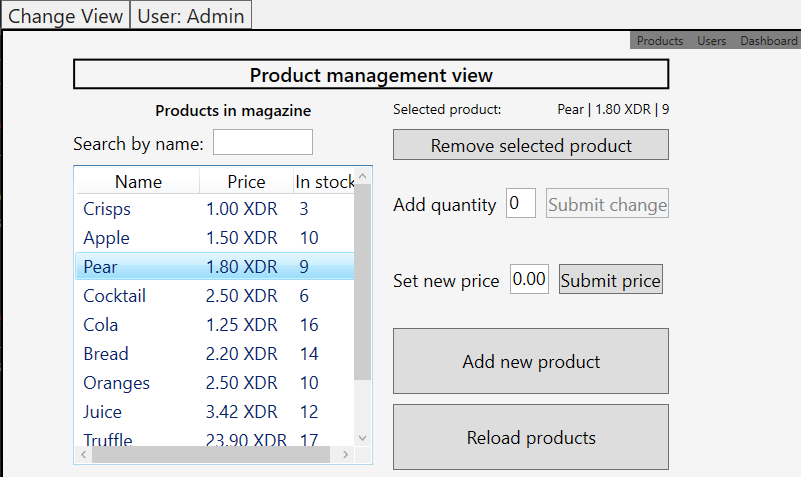 Change View User: Admin
Products Users Dashboard
Product management view
Products in magazine
Search by name:
Name Price In stock
Crisps 1.00 XDR 3
Apple 1.50 XDR 10
Pear 1.80 XDR 9
Cocktail 2.50 XDR 6
Cola 1.25 XDR 16
Bread 2.20 XDR 14
Oranges 2.50 XDR 10
Juice 3.42 XDR 12
Truffle 23.90 XDR 17
Selected product: Pear | 1.80 XDR | 9
Remove selected product
Add quantity 0 Submit change
Set new price 0.00 Submit price
Add new product
Reload products